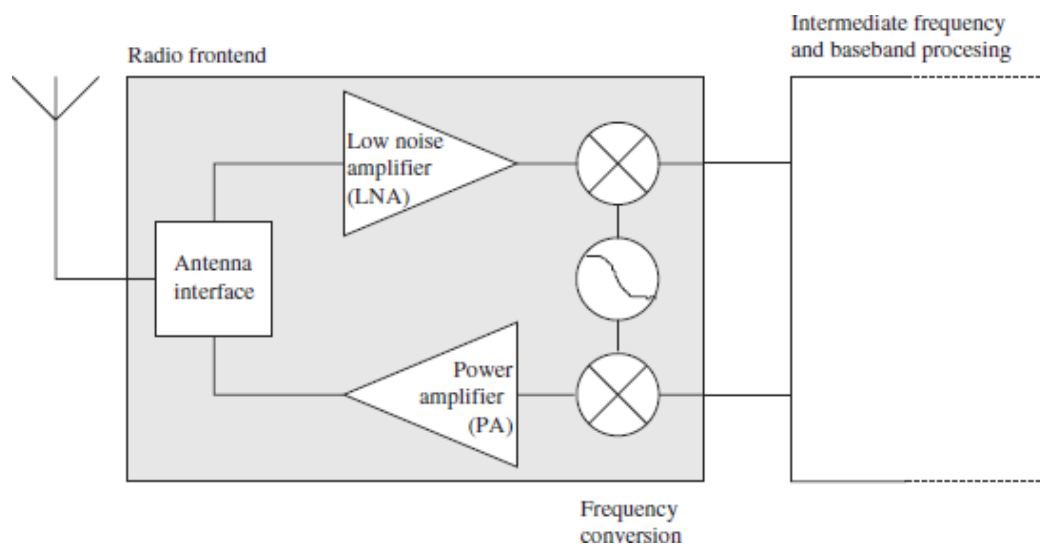 Intermediate frequency
and baseband procesing
Radio frontend
Low noise
amplifier
(LNA)
Antenna
interface
Power
amplifier
(PA)
Frequency
conversion